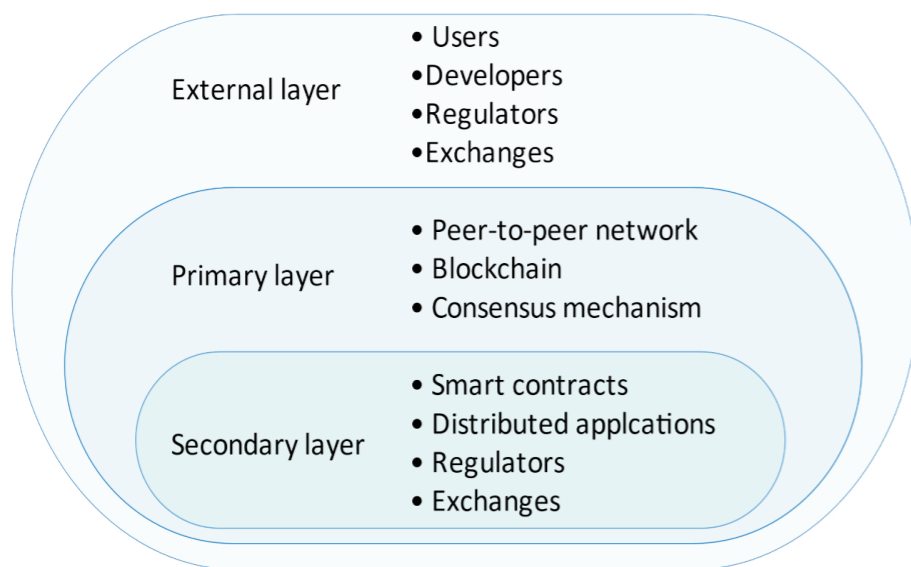 External layer
• Users
•Developers
•Regulators
•Exchanges
Primary layer
• Peer-to-peer network
• Blockchain
• Consensus mechanism
Secondary layer
• Smart contracts
• Distributed applcations
• Regulators
• Exchanges